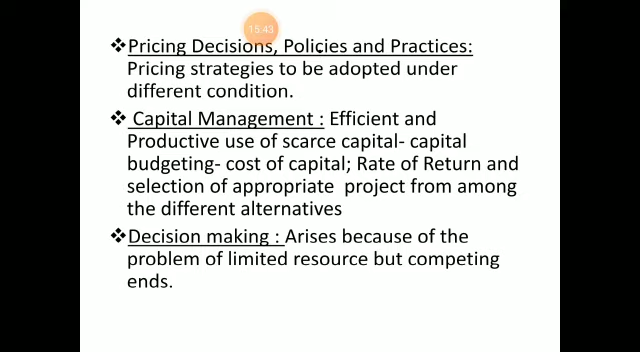 15:43
❖Pricing Decisions, Policies and Practices:
Pricing strategies to be adopted under
different condition.
❖ Capital Management : Efficient and
Productive use of scarce capital- capital
budgeting- cost of capital; Rate of Return and
selection of appropriate  project from among
the different alternatives
❖Decision making : Arises because of the
problem of limited resource but competing
ends.